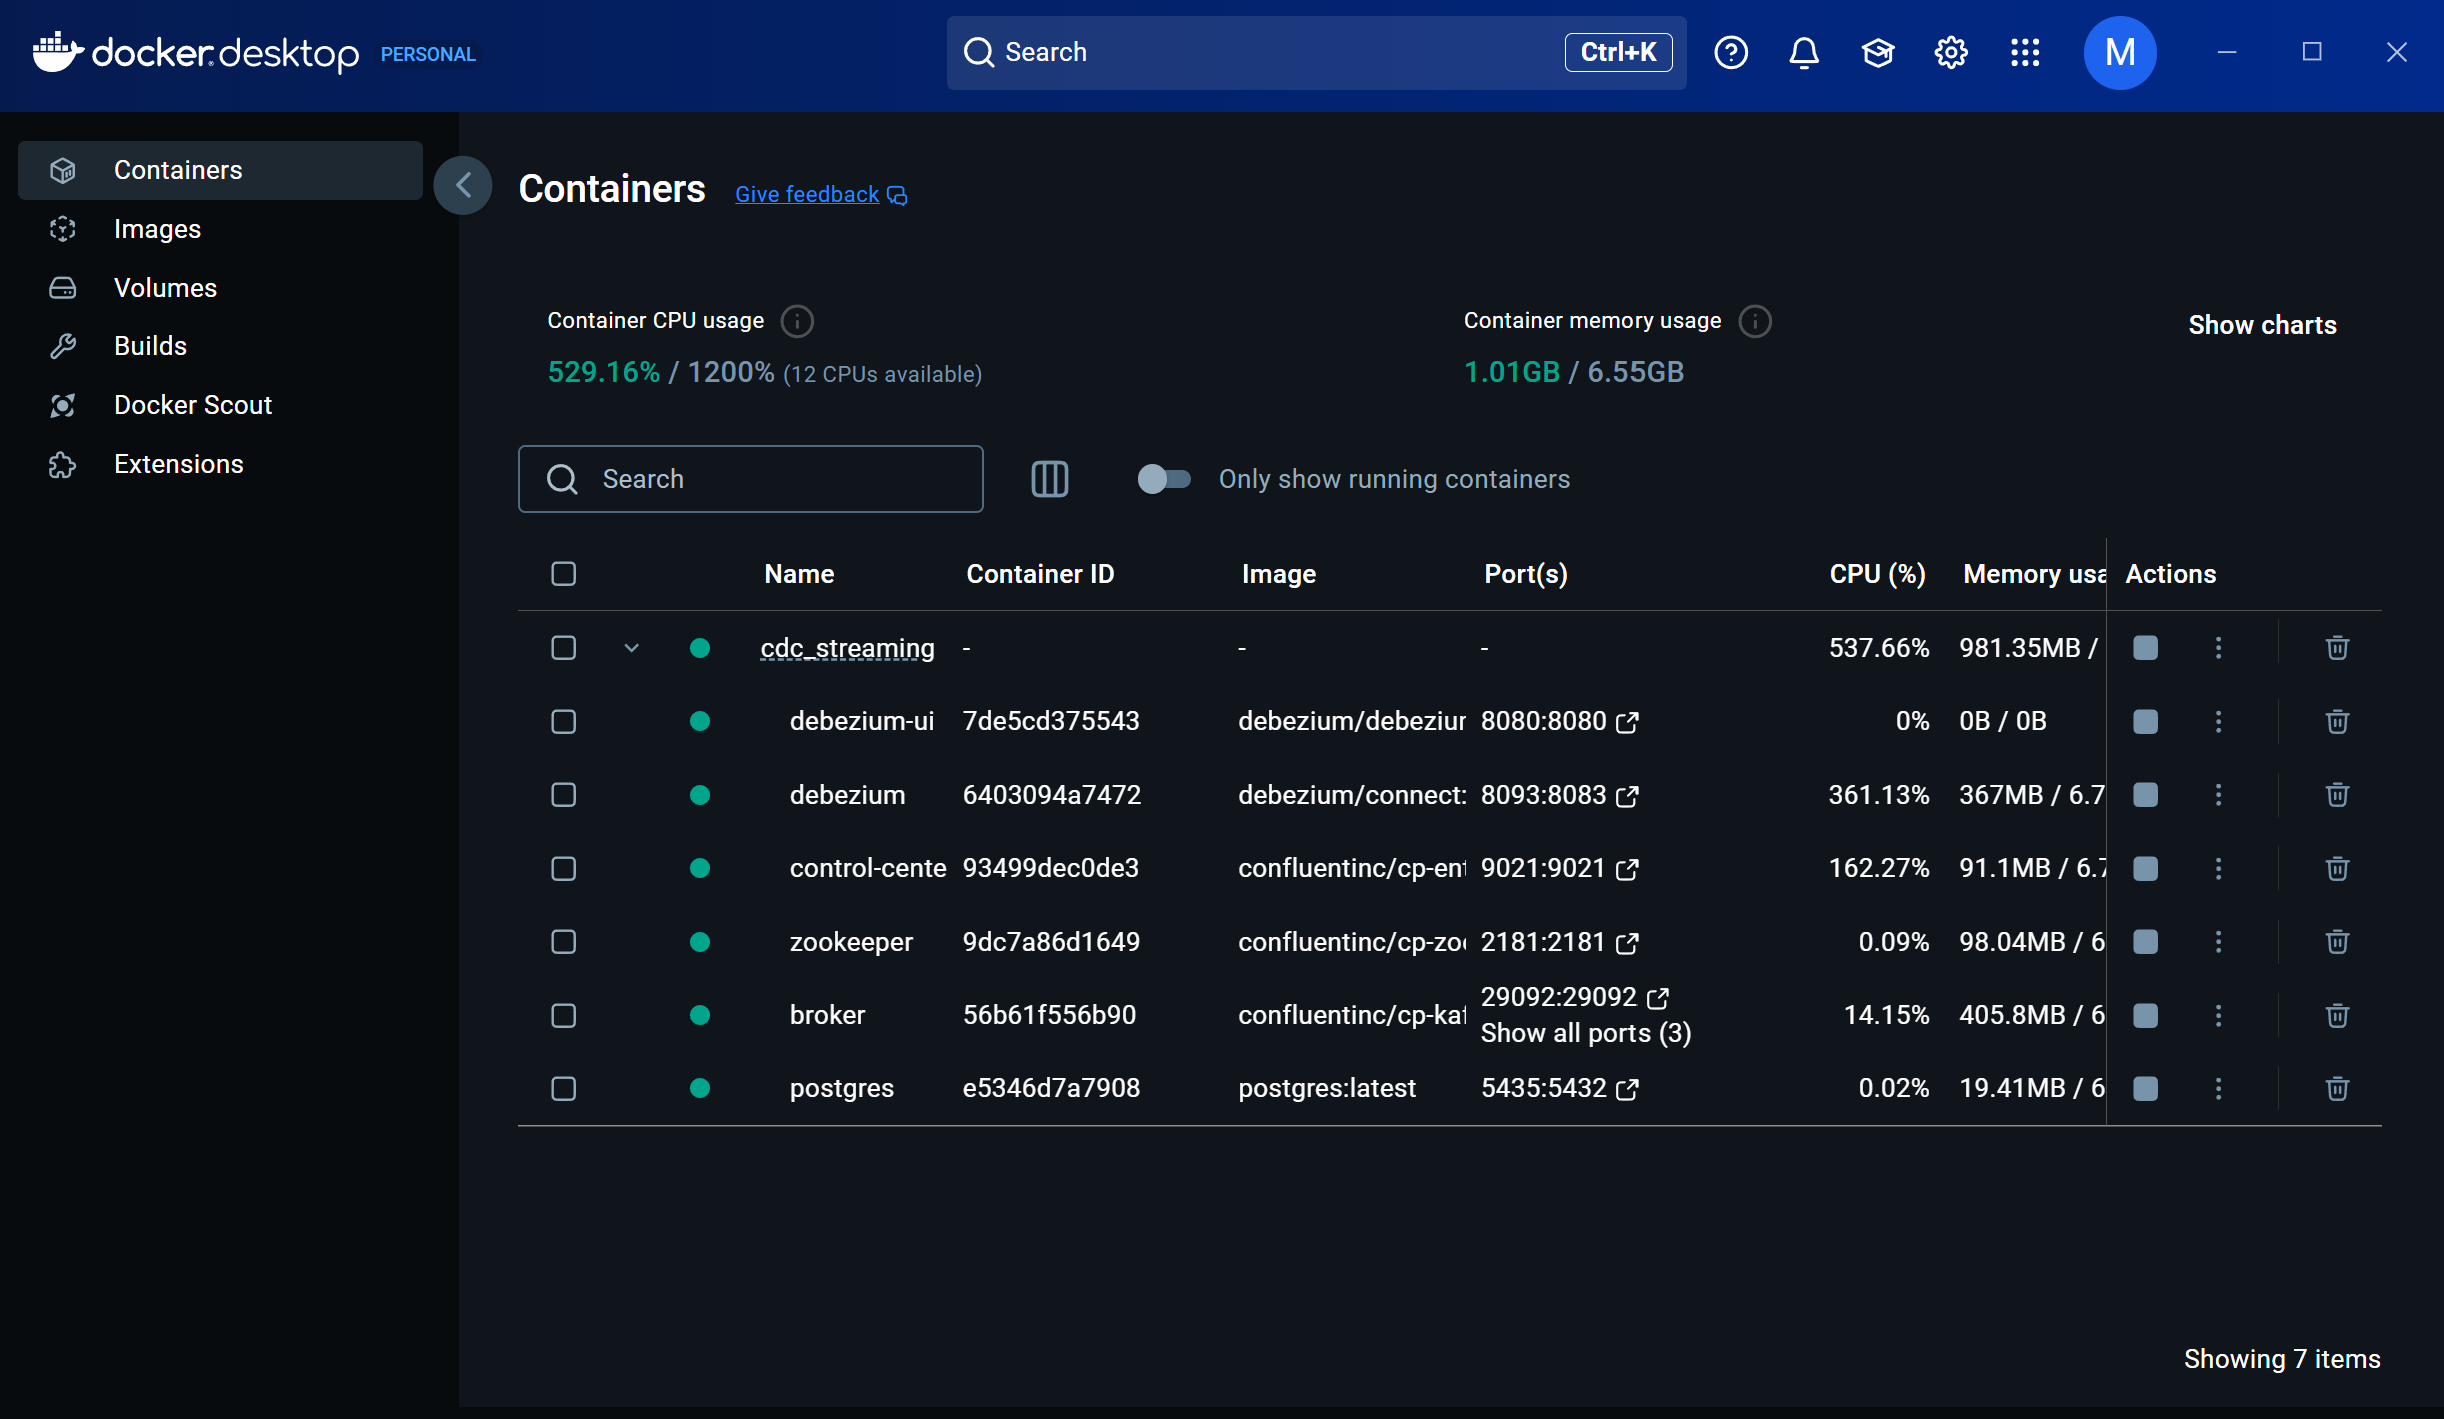 docker desktop PERSONAL
Search Ctrl+K
M
Containers
Images
Volumes
Builds
Docker Scout
Extensions
Containers Give feedback
Container CPU usage
529.16% / 1200% (12 CPUs available)
Container memory usage
1.01GB / 6.55GB
Show charts
Search
Only show running containers
Name Container ID Image Port(s) CPU (%) Memory usa Actions
cdc_streaming - - - 537.66% 981.35MB /
debezium-ui 7de5cd375543 debezium/debeziur 8080:8080 0% 0B / 0B
debezium 6403094a7472 debezium/connect: 8093:8083 361.13% 367MB / 6.7
control-cente 93499dec0de3 confluentinc/cp-ent 9021:9021 162.27% 91.1MB / 6.7
zookeeper 9dc7a86d1649 confluentinc/cp-zoo 2181:2181 0.09% 98.04MB / 6
broker 56b61f556b90 confluentinc/cp-kaf 29092:29092 14.15% 405.8MB / 6
Show all ports (3)
postgres e5346d7a7908 postgres:latest 5435:5432 0.02% 19.41MB / 6
Showing 7 items